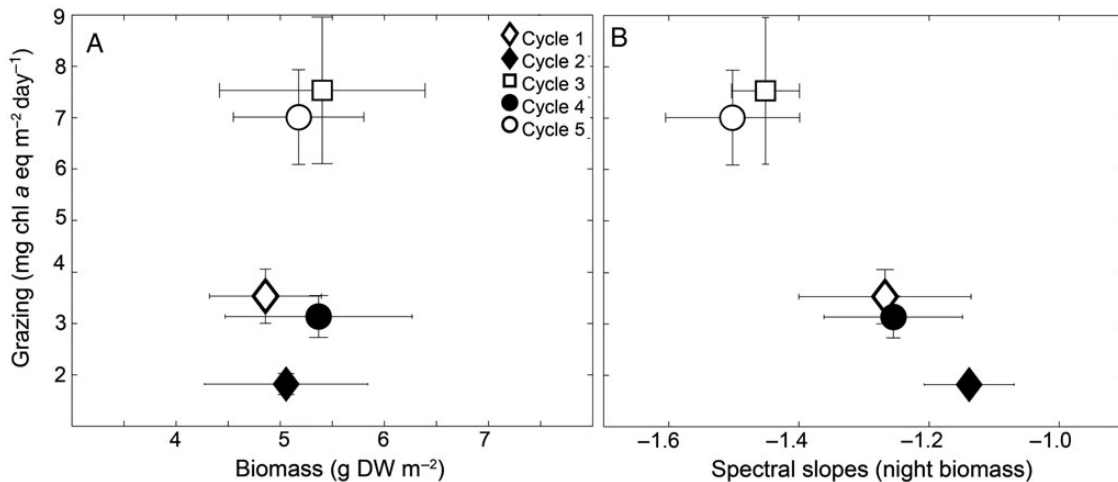 A
B
Cycle 1
Cycle 2
Cycle 3
Cycle 4
Cycle 5
Grazing (mg chl a eq m⁻² day⁻¹)
9
8
7
6
5
4
3
2
4 5 6 7
−1.6 −1.4 −1.2 −1.0
Biomass (g DW m⁻²)
Spectral slopes (night biomass)